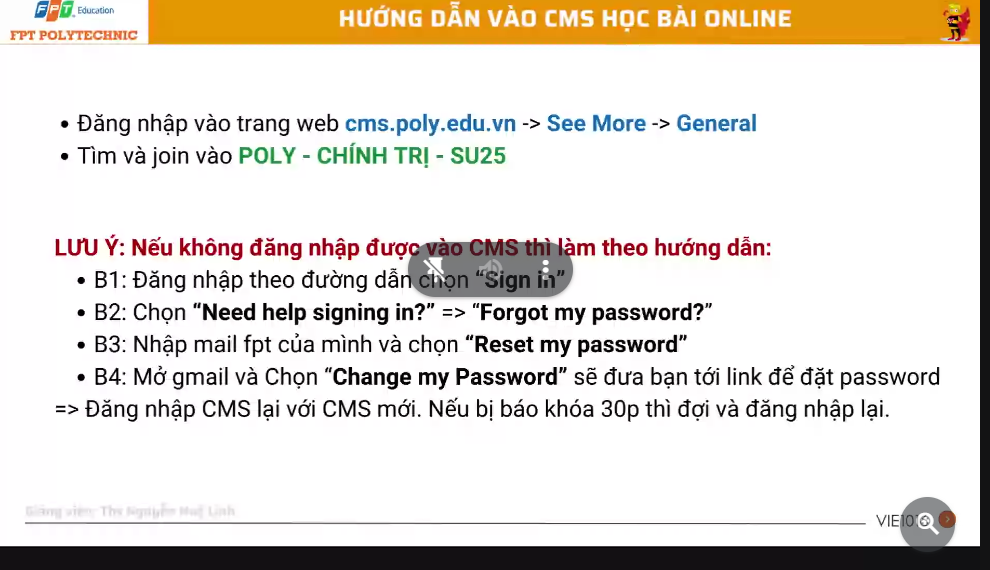 FPT Education
FPT POLYTECHNIC
HƯỚNG DẪN VÀO CMS HỌC BÀI ONLINE
• Đăng nhập vào trang web cms.poly.edu.vn -> See More -> General
• Tìm và join vào POLY - CHÍNH TRỊ - SU25
LƯU Ý: Nếu không đăng nhập được vào CMS thì làm theo hướng dẫn:
• B1: Đăng nhập theo đường dẫn chọn “Sign in”
• B2: Chọn “Need help signing in?” => “Forgot my password?”
• B3: Nhập mail fpt của mình và chọn “Reset my password”
• B4: Mở gmail và Chọn “Change my Password” sẽ đưa bạn tới link để đặt password
=> Đăng nhập CMS lại với CMS mới. Nếu bị báo khóa 30p thì đợi và đăng nhập lại.
Giảng viên: Ths Nguyễn Huệ Linh